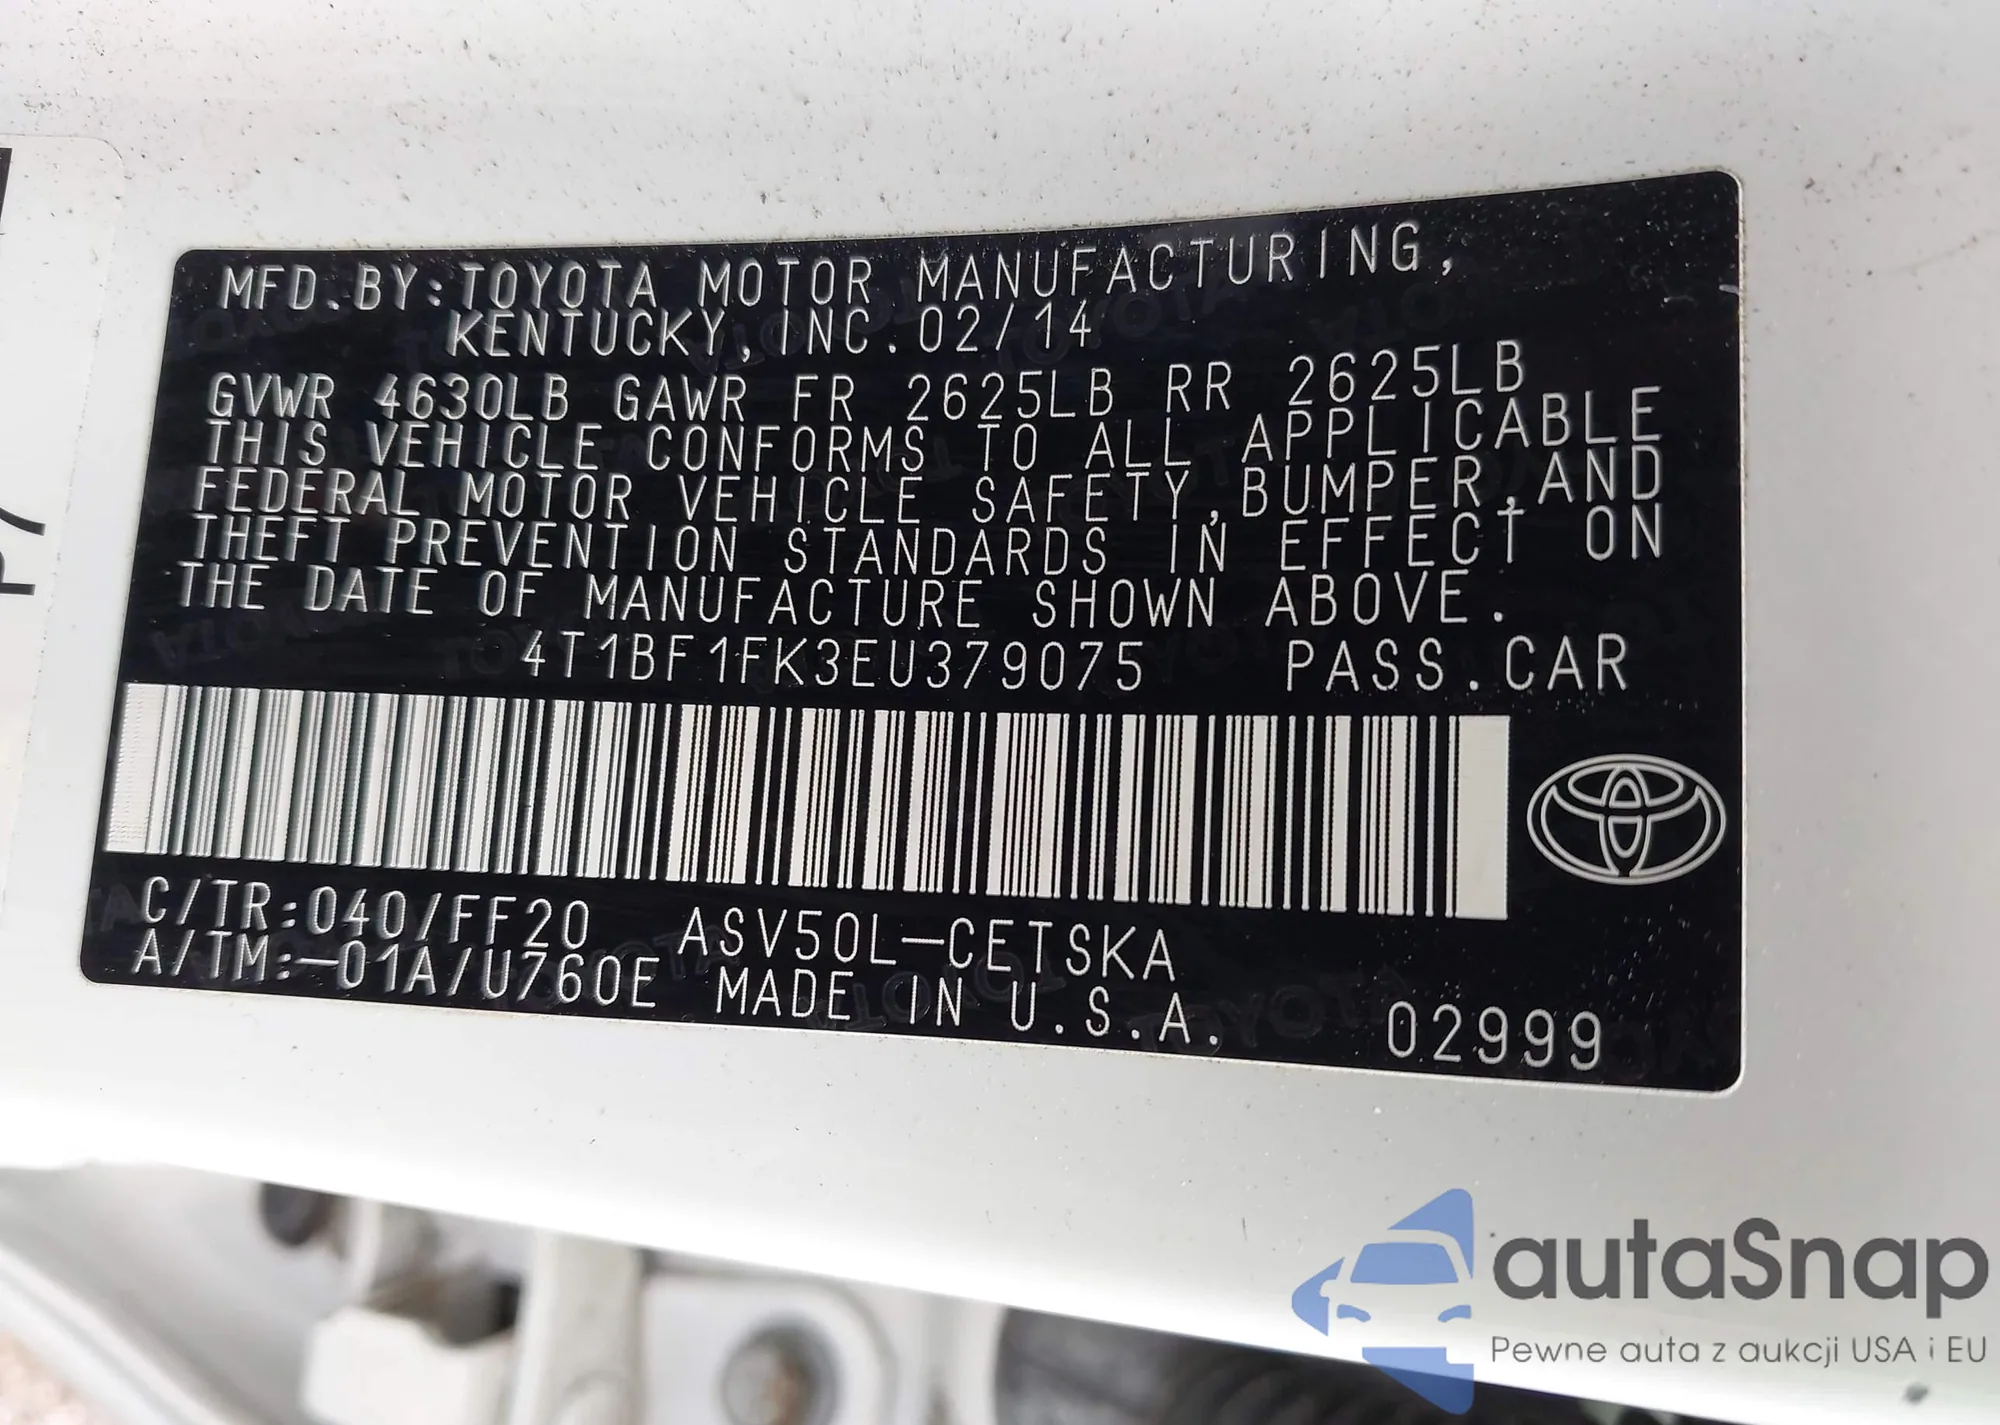 MFD.BY:TOYOTA MOTOR MANUFACTURING,
KENTUCKY,INC.02/14
GVWR 4630LB GAWR FR 2625LB RR 2625LB
THIS VEHICLE CONFORMS TO ALL APPLICABLE
FEDERAL MOTOR VEHICLE SAFETY,BUMPER,AND
THEFT PREVENTION STANDARDS IN EFFECT ON
THE DATE OF MANUFACTURE SHOWN ABOVE.
4T1BF1FK3EU379075 PASS.CAR
C/TR:040/FF20 ASV50L-CETSKA
A/TM:-01A/U760E MADE IN U.S.A. 02999
autaSnap
Pewne auta z aukcji USA i EU